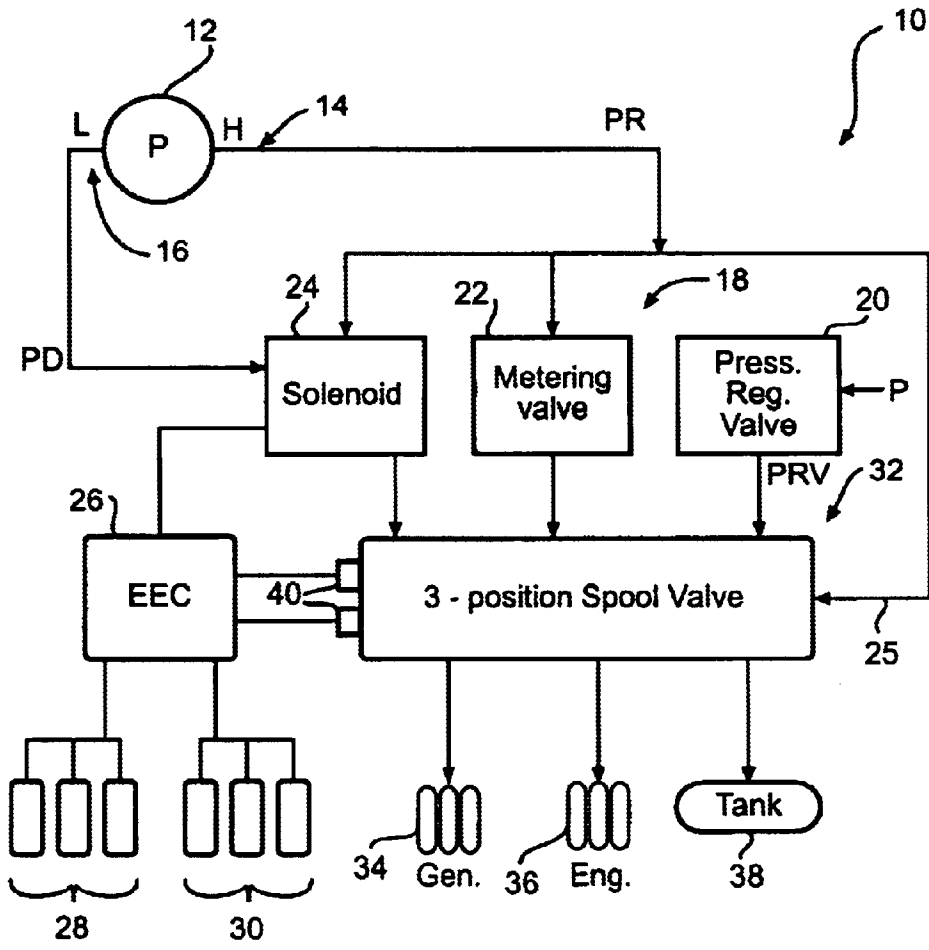 10
12
L
P
H
14
PR
16
24
22
18
20
PD
Solenoid
Metering
valve
Press.
Reg.
Valve
P
PRV
32
26
EEC
40
3 - position Spool Valve
25
34
Gen.
36
Eng.
Tank
38
28
30